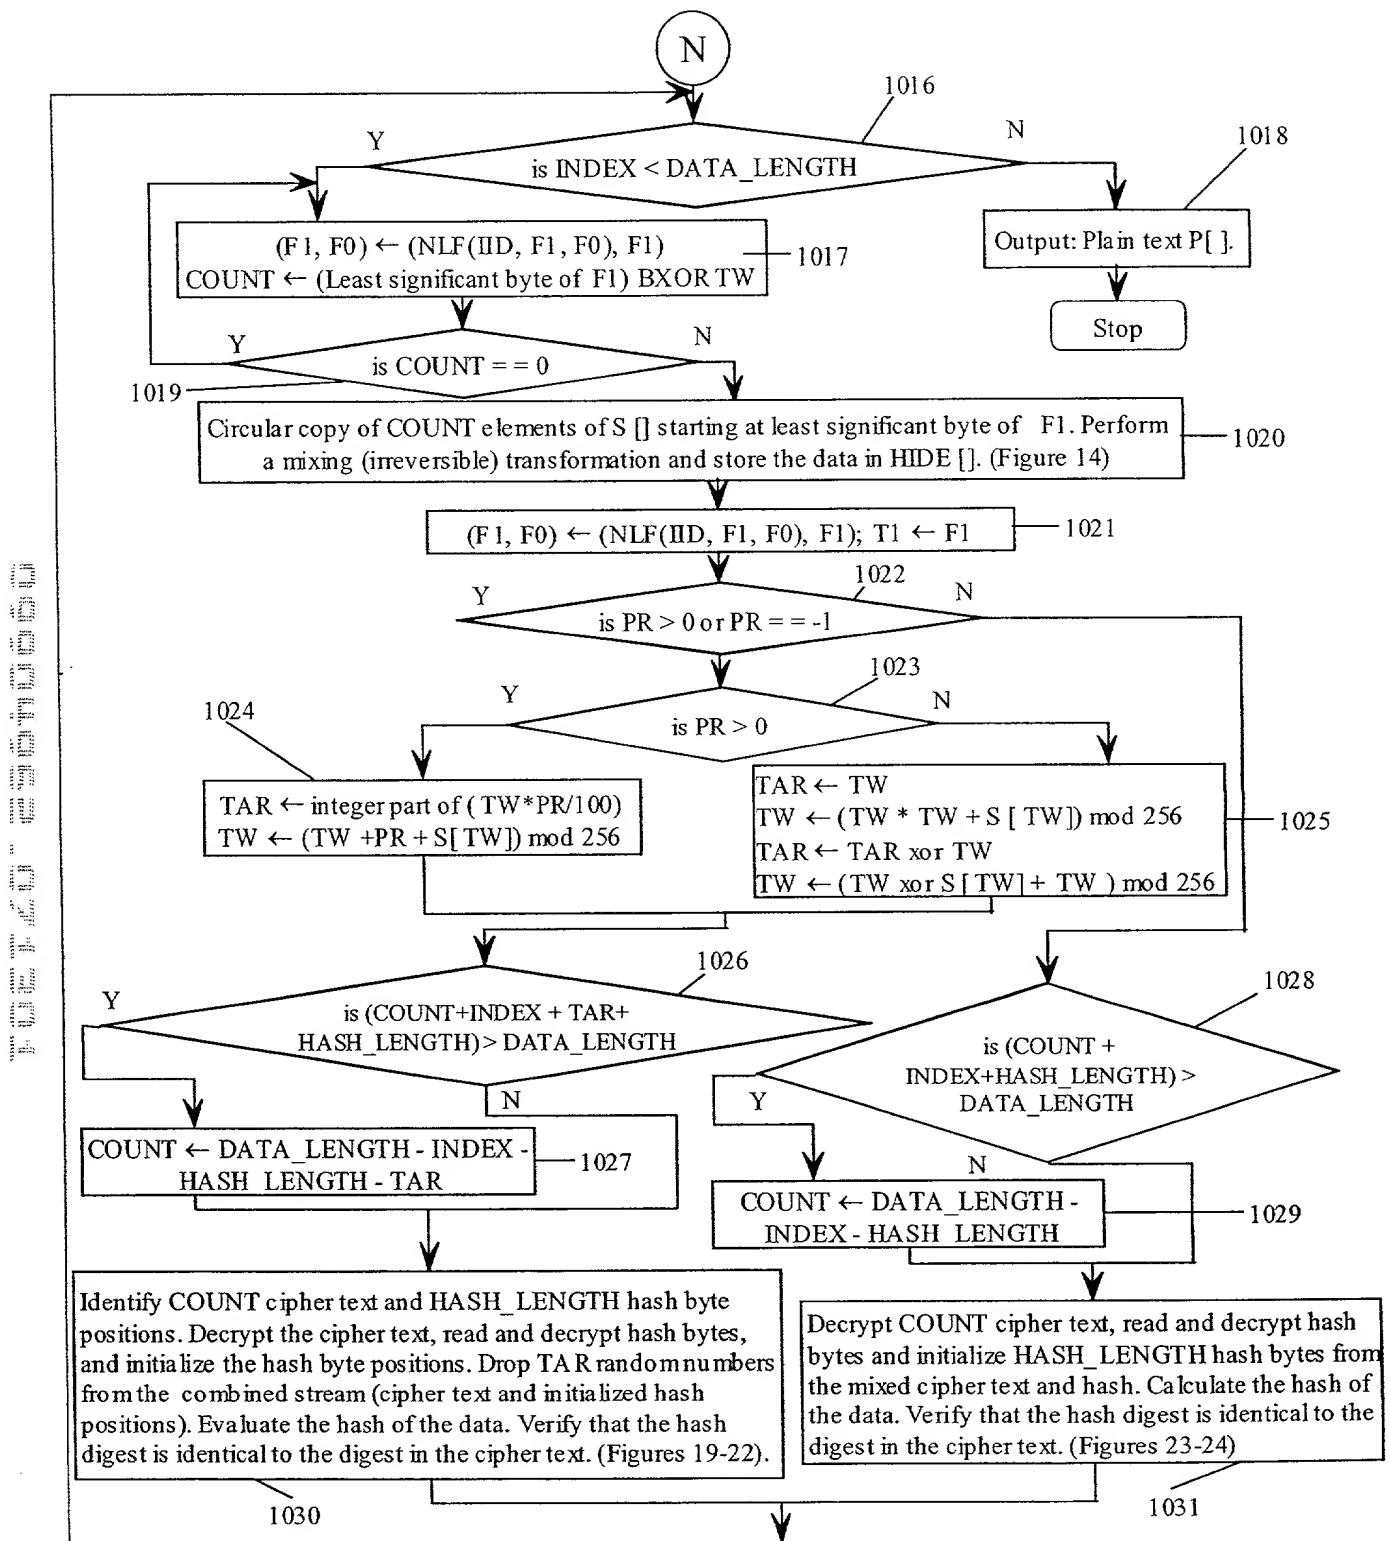 N
1016
Y
N
1018
is INDEX < DATA_LENGTH
(F1, F0) ← (NLF(IID, F1, F0), F1)
COUNT ← (Least significant byte of F1) BXOR TW
1017
Output: Plain text P[ ].
Stop
Y
N
is COUNT = = 0
1019
Circular copy of COUNT elements of S [] starting at least significant byte of F1. Perform
a mixing (irreversible) transformation and store the data in HIDE []. (Figure 14)
1020
(F1, F0) ← (NLF(IID, F1, F0), F1); T1 ← F1
1021
1022
Y
N
is PR > 0 or PR = = -1
1023
Y
N
is PR > 0
1024
TAR ← integer part of ( TW*PR/100)
TW ← (TW +PR + S[ TW]) mod 256
TAR ← TW
TW ← (TW * TW + S [ TW]) mod 256
TAR ← TAR xor TW
TW ← (TW xor S [ TW] + TW ) mod 256
1025
1026
Y
is (COUNT+INDEX + TAR+
HASH_LENGTH) > DATA_LENGTH
N
1028
is (COUNT +
INDEX+HASH_LENGTH) >
DATA_LENGTH
Y
N
COUNT ← DATA_LENGTH - INDEX -
HASH_LENGTH - TAR
1027
COUNT ← DATA_LENGTH -
INDEX - HASH_LENGTH
1029
Identify COUNT cipher text and HASH_LENGTH hash byte
positions. Decrypt the cipher text, read and decrypt hash bytes,
and initialize the hash byte positions. Drop TAR random numbers
from the combined stream (cipher text and initialized hash
positions). Evaluate the hash of the data. Verify that the hash
digest is identical to the digest in the cipher text. (Figures 19-22).
1030
Decrypt COUNT cipher text, read and decrypt hash
bytes and initialize HASH_LENGTH hash bytes from
the mixed cipher text and hash. Calculate the hash of
the data. Verify that the hash digest is identical to the
digest in the cipher text. (Figures 23-24)
1031